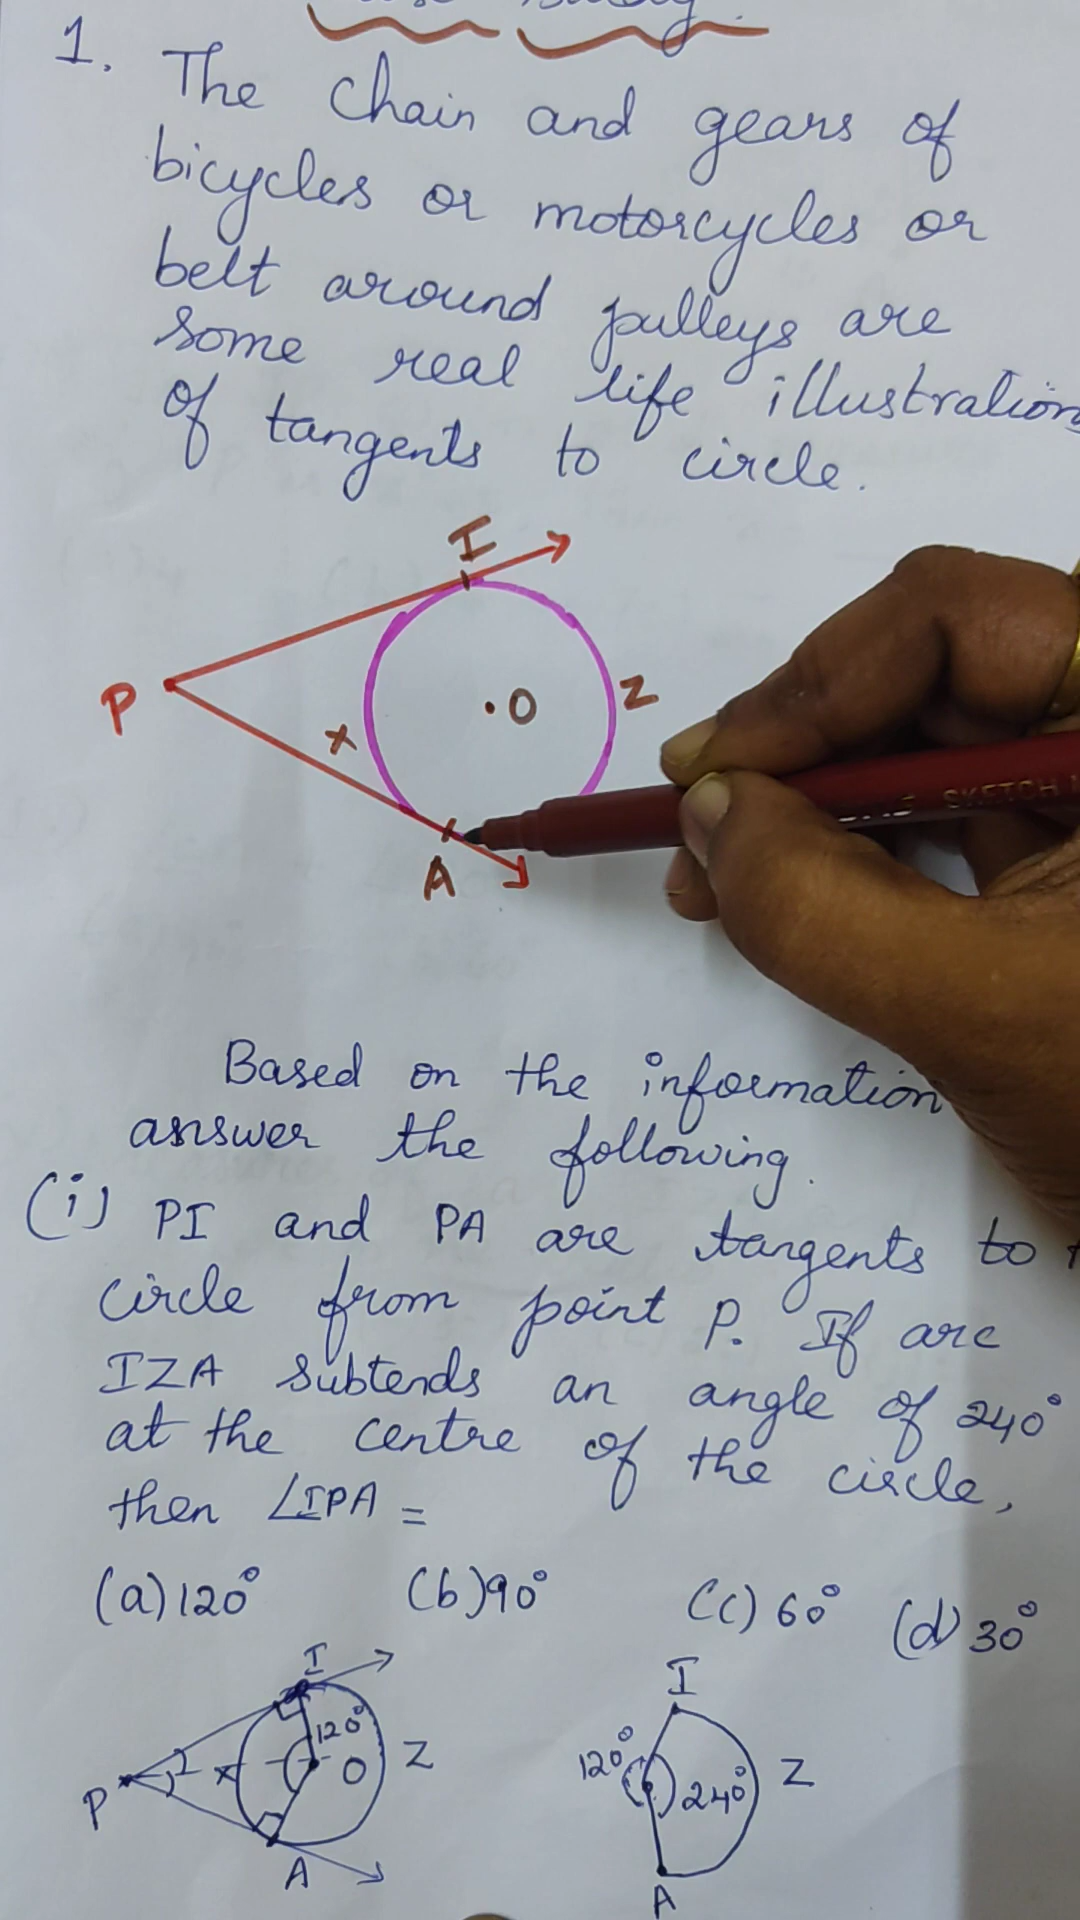 study.
1. The chain and gears of
bicycles or motorcycles or
belt around pulleys are
some real life illustrations
of tangents to circle.
I
P
O
Z
X
A
SKETCH
Based on the information
answer the following.
(i) PI and PA are tangents to
circle from point P. If arc
IZA subtends an angle of 240°
at the centre of the circle,
then ∠IPA =
(a) 120° (b) 90° (c) 60° (d) 30°
I
120°
P
X
O
Z
A
I
120°
240°
Z
A